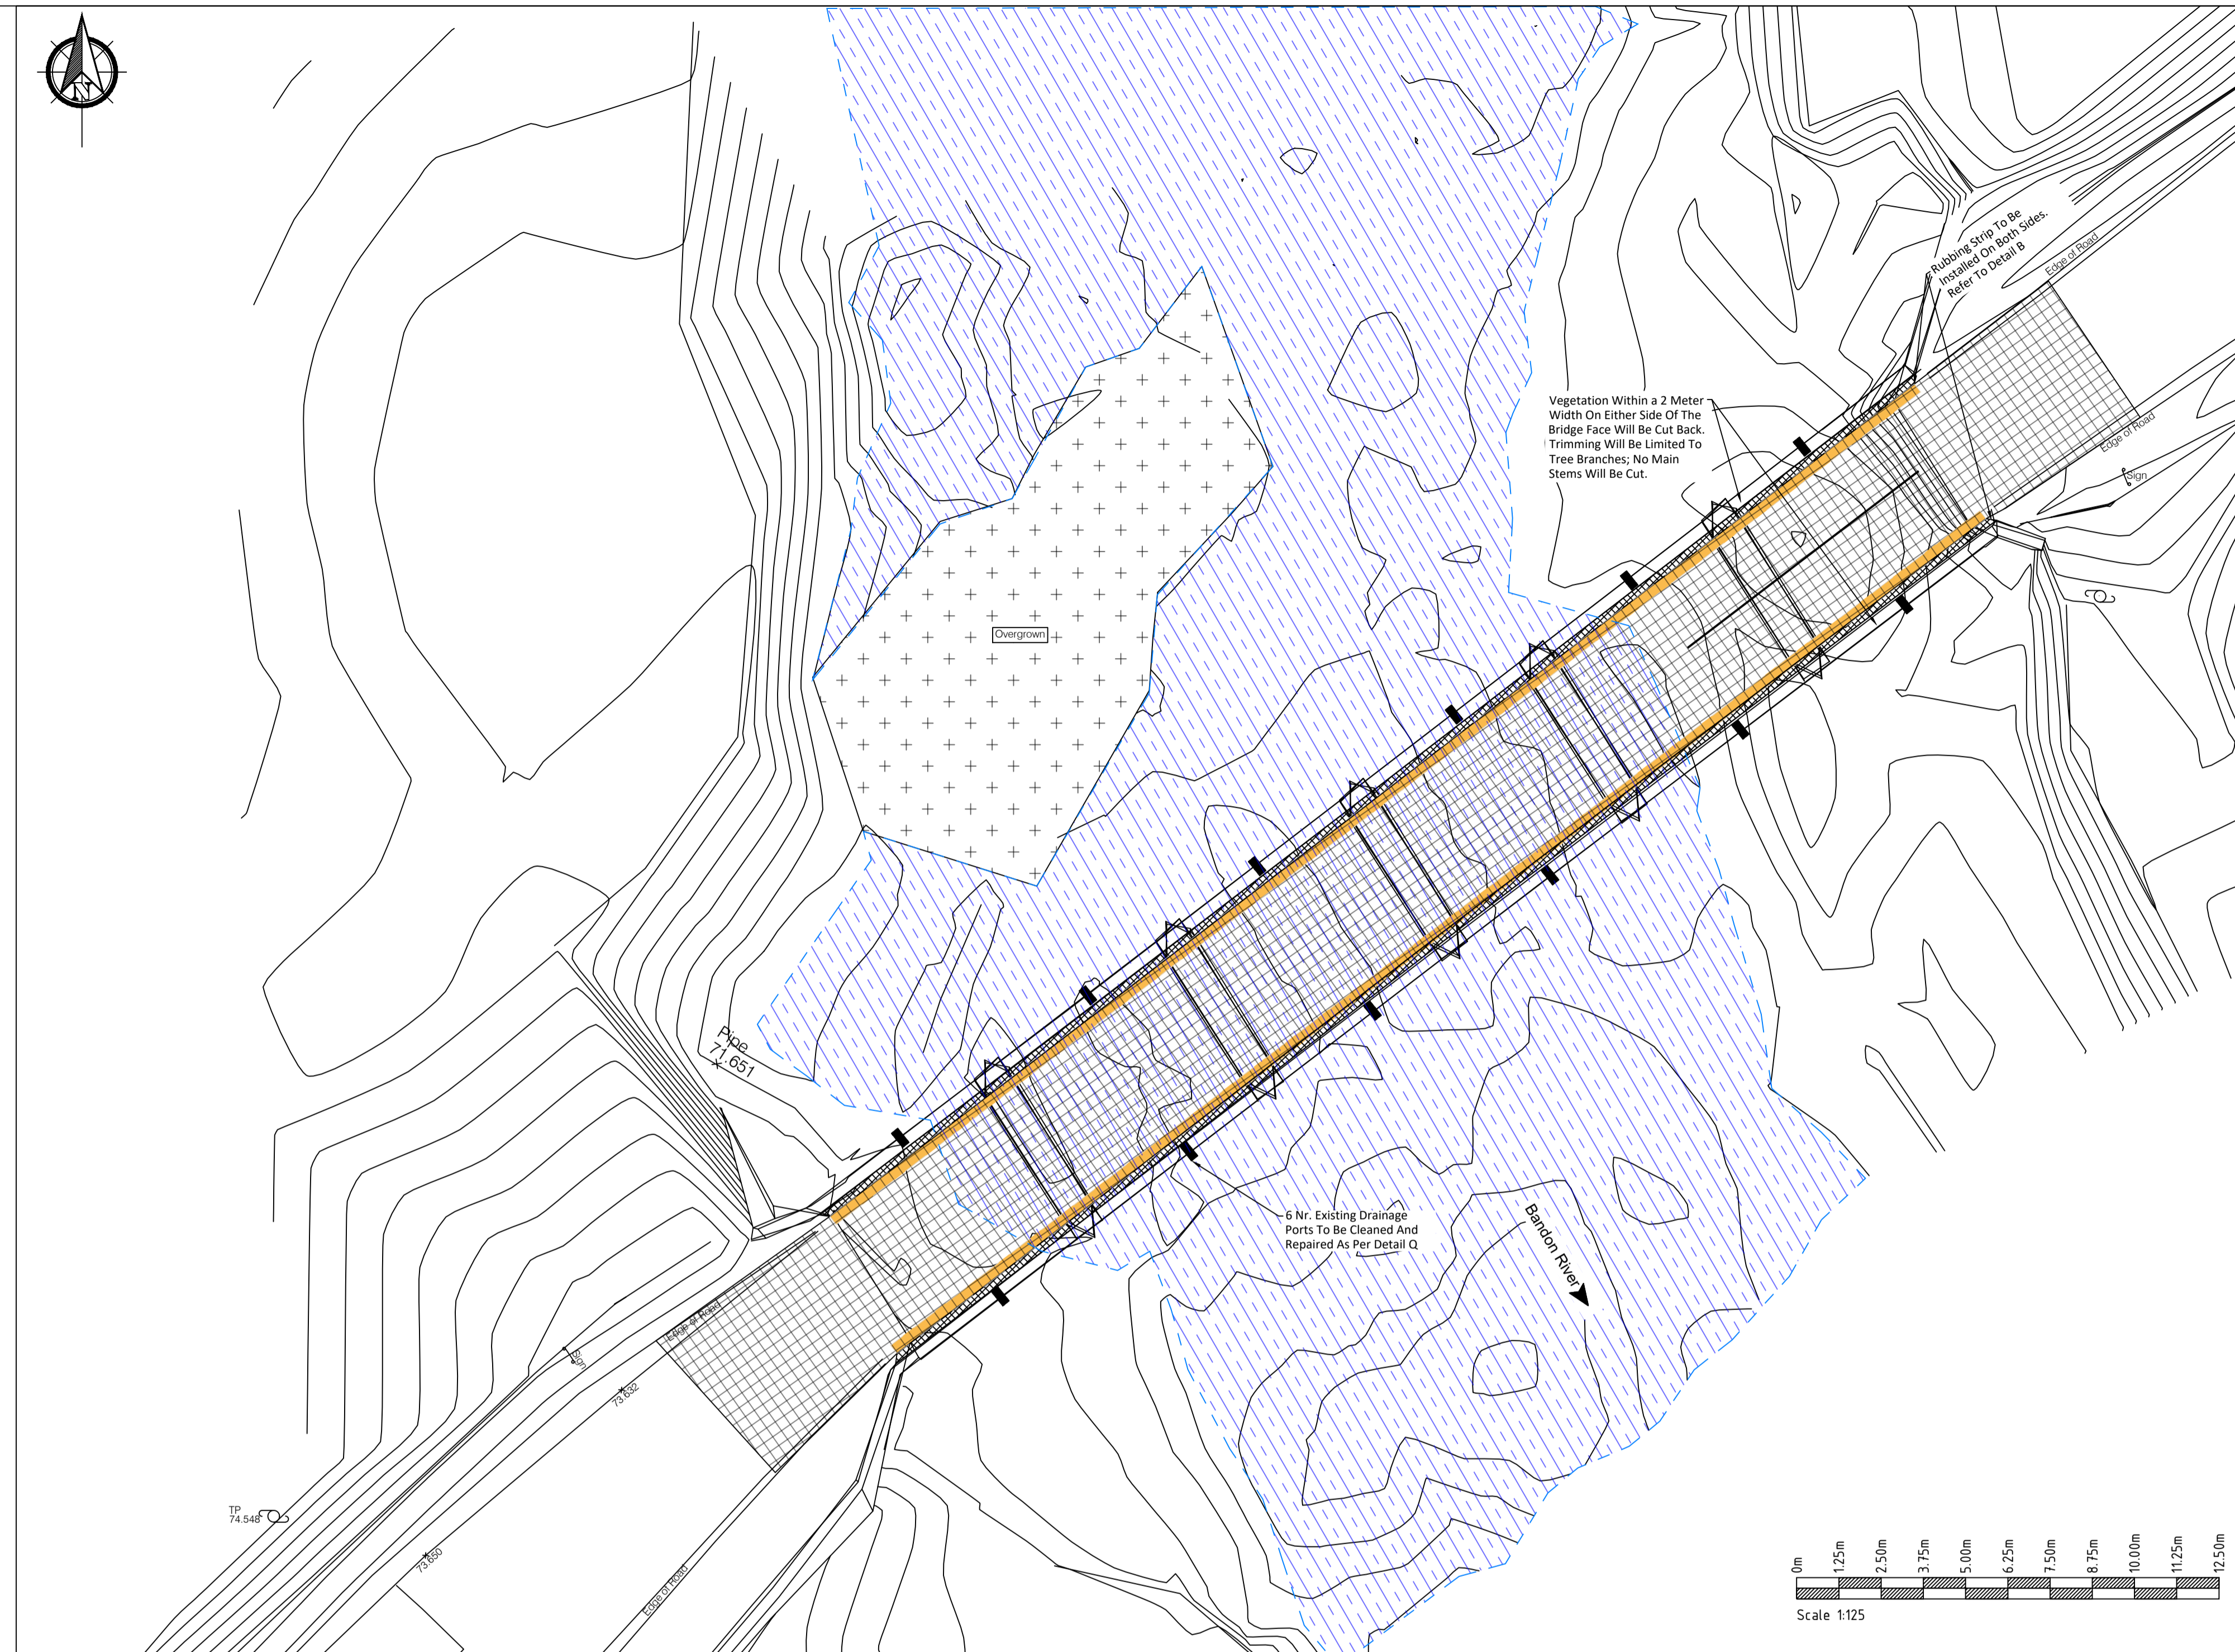 N
Rubbing Strip To Be
Installed On Both Sides.
Refer To Detail B
Edge of Road
Vegetation Within a 2 Meter
Width On Either Side Of The
Bridge Face Will Be Cut Back.
Trimming Will Be Limited To
Tree Branches; No Main
Stems Will Be Cut.
Edge of Road
Sign
Overgrown
Pipe
71.651
6 Nr. Existing Drainage
Ports To Be Cleaned And
Repaired As Per Detail Q
Bandon River
Edge of Road
Sign
73.632
TP
74.548
73.650
Edge of Road
0m
1.25m
2.50m
3.75m
5.00m
6.25m
7.50m
8.75m
10.00m
11.25m
12.50m
Scale 1:125